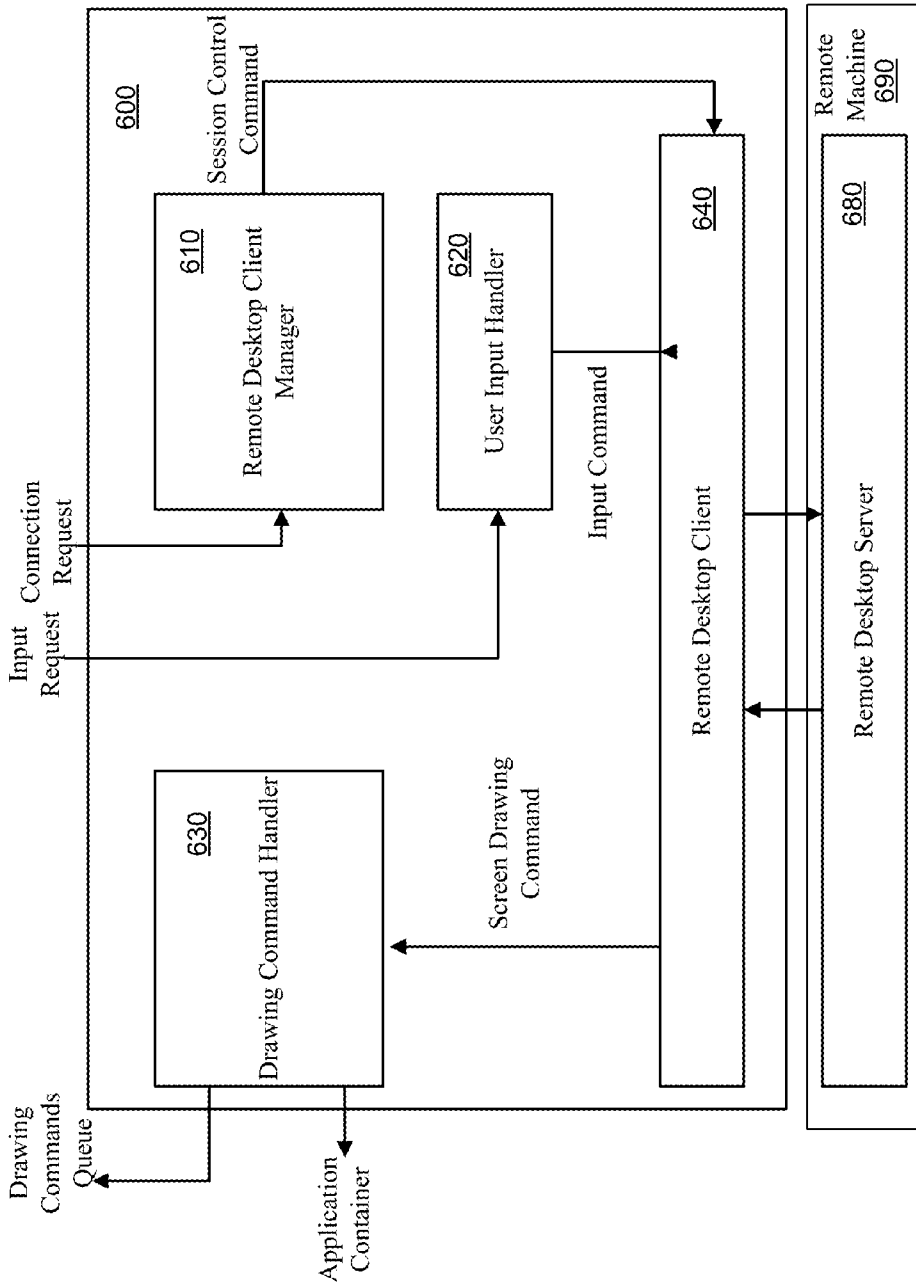 Drawing
Commands
Queue
Application
Container
630
Drawing Command Handler
Screen Drawing
Command
Input
Request
Connection
Request
600
610
Remote Desktop Client
Manager
Session Control
Command
620
User Input Handler
Input Command
640
Remote Desktop Client
Remote
Machine
690
680
Remote Desktop Server